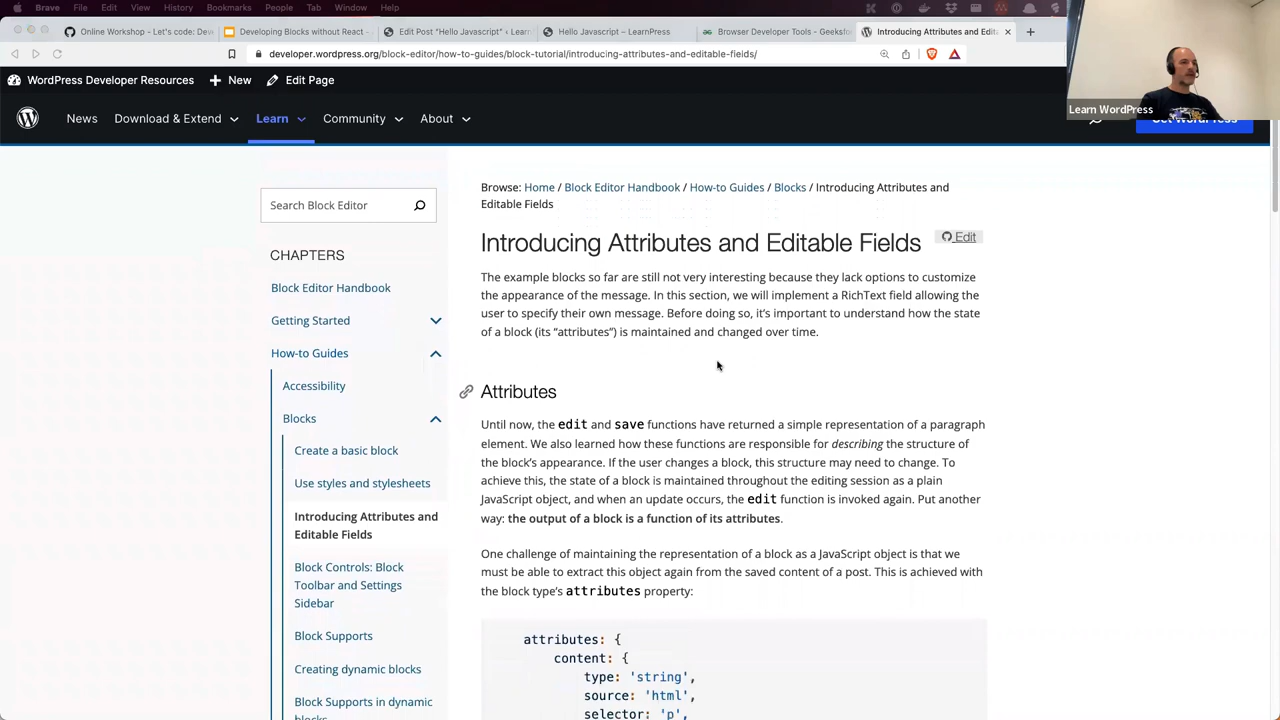 Brave File Edit View History Bookmarks People Tab Window Help
Online Workshop - Let's code: Dev
Developing Blocks without React -
Edit Post "Hello Javascript" ‹ Learn
Hello Javascript – LearnPress
Browser Developer Tools - Geeksfo
Introducing Attributes and Edita
developer.wordpress.org/block-editor/how-to-guides/block-tutorial/introducing-attributes-and-editable-fields/
WordPress Developer Resources New Edit Page
Learn WordPress
News Download & Extend Learn Community About Get WordPress
Browse: Home / Block Editor Handbook / How-to Guides / Blocks / Introducing Attributes and
Editable Fields
Search Block Editor
Introducing Attributes and Editable Fields
Edit
The example blocks so far are still not very interesting because they lack options to customize
the appearance of the message. In this section, we will implement a RichText field allowing the
user to specify their own message. Before doing so, it's important to understand how the state
of a block (its “attributes”) is maintained and changed over time.
CHAPTERS
Block Editor Handbook
Getting Started
How-to Guides
Accessibility
Blocks
Create a basic block
Use styles and stylesheets
Introducing Attributes and
Editable Fields
Block Controls: Block
Toolbar and Settings
Sidebar
Block Supports
Creating dynamic blocks
Block Supports in dynamic
blocks
Attributes
Until now, the edit and save functions have returned a simple representation of a paragraph
element. We also learned how these functions are responsible for describing the structure of
the block's appearance. If the user changes a block, this structure may need to change. To
achieve this, the state of a block is maintained throughout the editing session as a plain
JavaScript object, and when an update occurs, the edit function is invoked again. Put another
way: the output of a block is a function of its attributes.
One challenge of maintaining the representation of a block as a JavaScript object is that we
must be able to extract this object again from the saved content of a post. This is achieved with
the block type's attributes property:
attributes: {
content: {
type: 'string',
source: 'html',
selector: 'p',